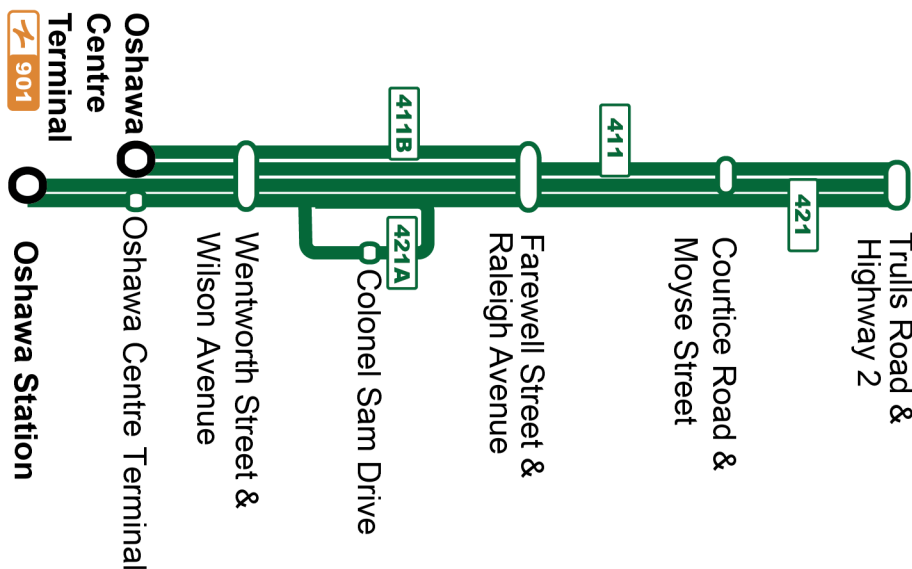 Oshawa
Centre
Terminal
901
411B
411
421
421A
Oshawa Station
Oshawa Centre Terminal
Wentworth Street &
Wilson Avenue
Colonel Sam Drive
Farewell Street &
Raleigh Avenue
Courtice Road &
Moyse Street
Trulls Road &
Highway 2